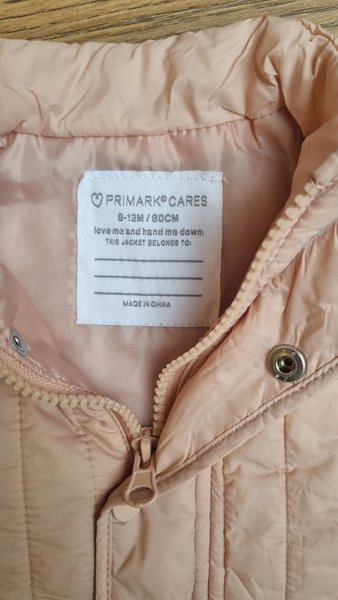 PRIMARK® CARES
9-12M / 80CM
love me and hand me down:
THIS JACKET BELONGS TO:
MADE IN CHINA